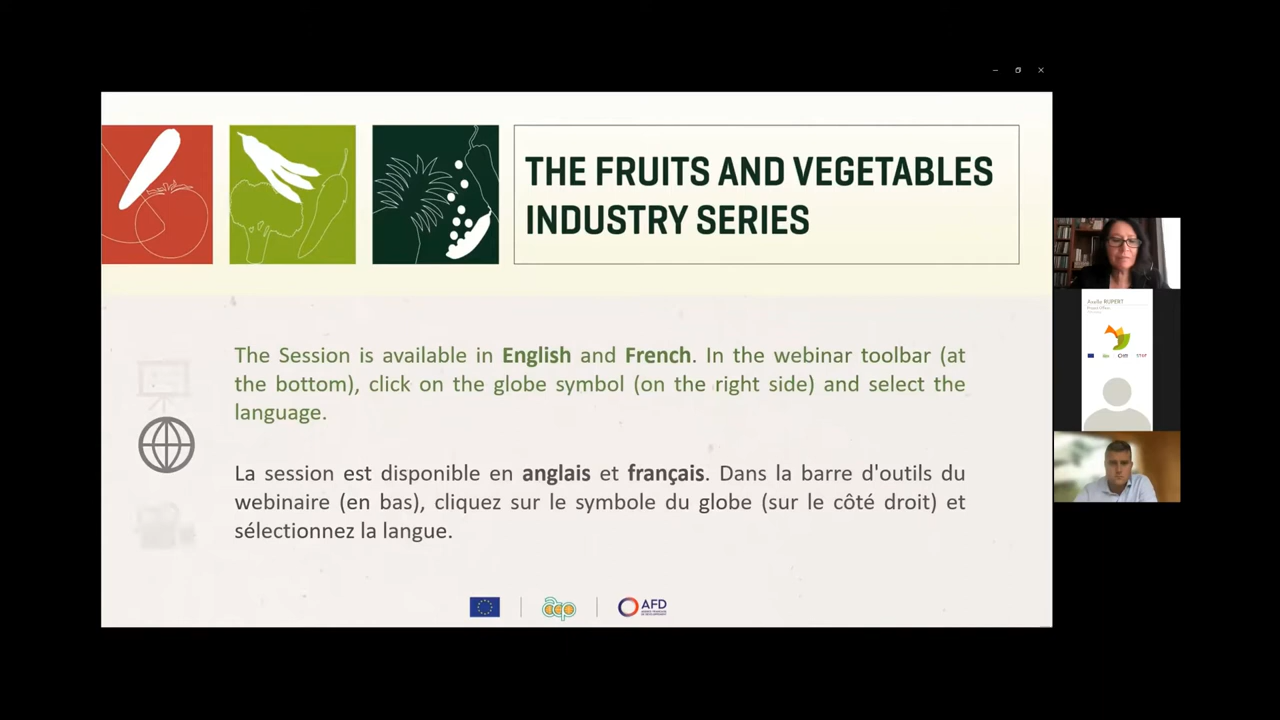 THE FRUITS AND VEGETABLES
INDUSTRY SERIES
The Session is available in English and French. In the webinar toolbar (at
the bottom), click on the globe symbol (on the right side) and select the
language.
La session est disponible en anglais et français. Dans la barre d'outils du
webinaire (en bas), cliquez sur le symbole du globe (sur le côté droit) et
sélectionnez la langue.
acp
AFD
RUPERT